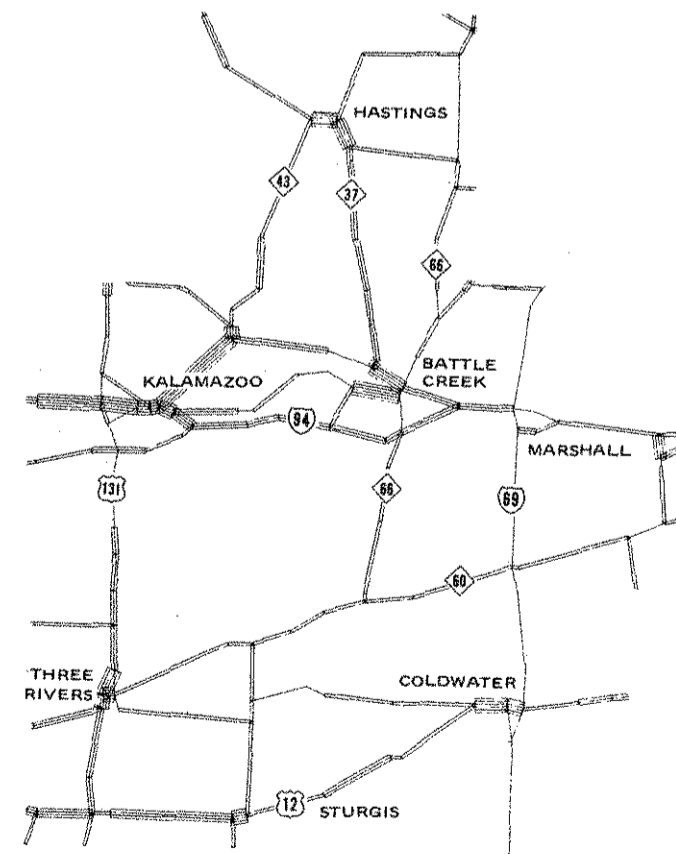 HASTINGS
43
37
66
KALAMAZOO
BATTLE
CREEK
94
MARSHALL
131
66
69
60
THREE
RIVERS
COLDWATER
12
STURGIS